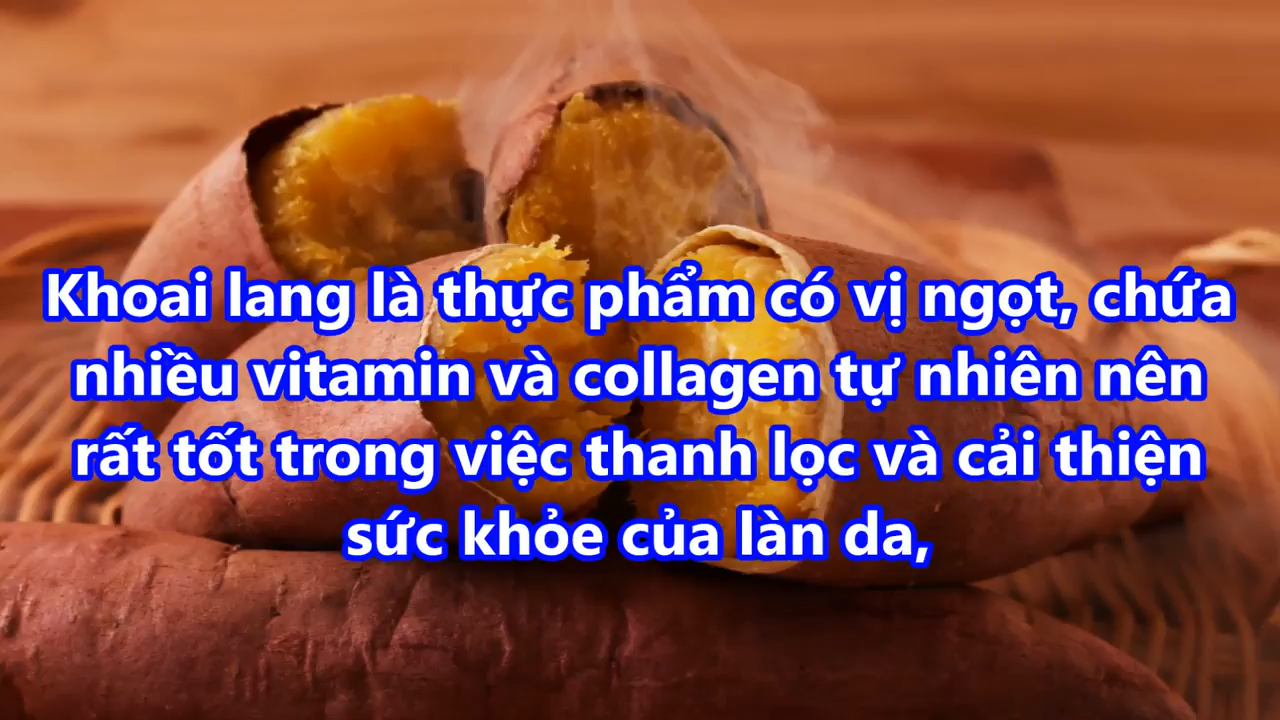 Khoai lang là thực phẩm có vị ngọt, chứa
nhiều vitamin và collagen tự nhiên nên
rất tốt trong việc thanh lọc và cải thiện
sức khỏe của làn da,